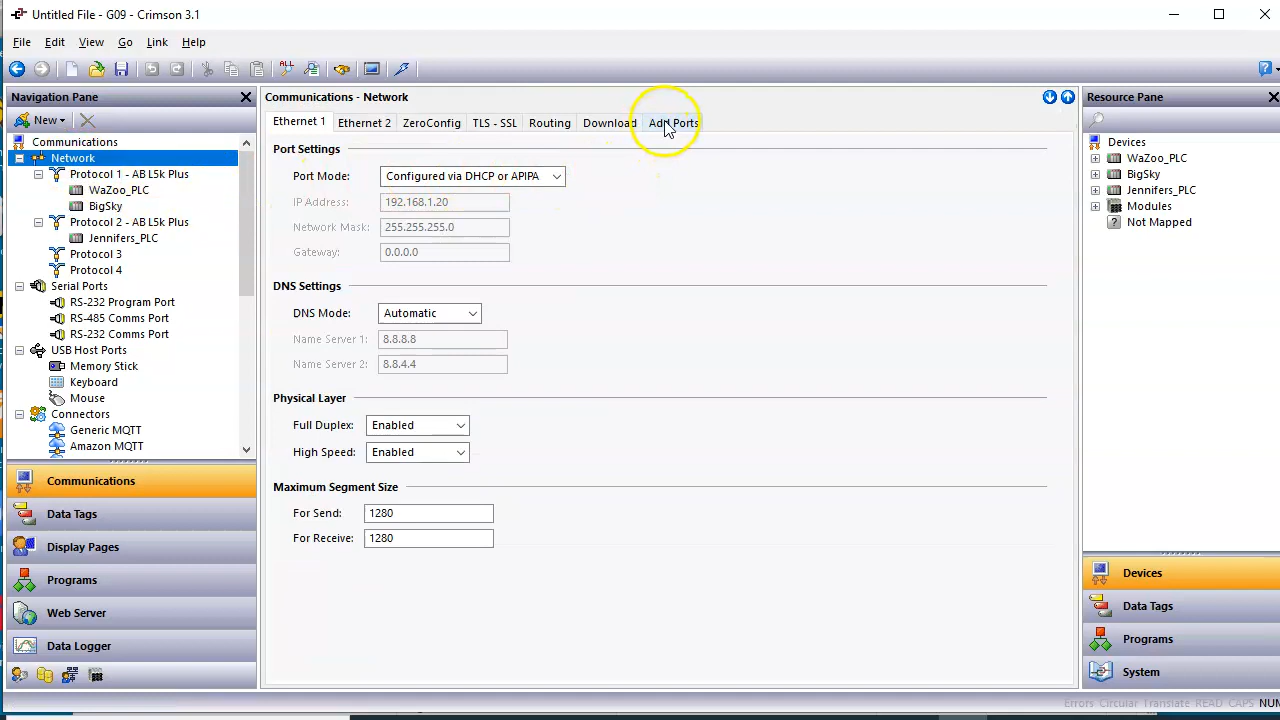 Untitled File - G09 - Crimson 3.1
File Edit View Go Link Help
ALL
Navigation Pane
New
Communications
Network
Protocol 1 - AB L5k Plus
WaZoo_PLC
BigSky
Protocol 2 - AB L5k Plus
Jennifers_PLC
Protocol 3
Protocol 4
Serial Ports
RS-232 Program Port
RS-485 Comms Port
RS-232 Comms Port
USB Host Ports
Memory Stick
Keyboard
Mouse
Connectors
Generic MQTT
Amazon MQTT
Communications
Data Tags
Display Pages
Programs
Web Server
Data Logger
Communications - Network
Ethernet 1 Ethernet 2 ZeroConfig TLS - SSL Routing Download Add Ports
Port Settings
Port Mode: Configured via DHCP or APIPA
IP Address: 192.168.1.20
Network Mask: 255.255.255.0
Gateway: 0.0.0.0
DNS Settings
DNS Mode: Automatic
Name Server 1: 8.8.8.8
Name Server 2: 8.8.4.4
Physical Layer
Full Duplex: Enabled
High Speed: Enabled
Maximum Segment Size
For Send: 1280
For Receive: 1280
Resource Pane
Devices
WaZoo_PLC
BigSky
Jennifers_PLC
Modules
? Not Mapped
Devices
Data Tags
Programs
System
Errors Circular Translate READ CAPS NUM